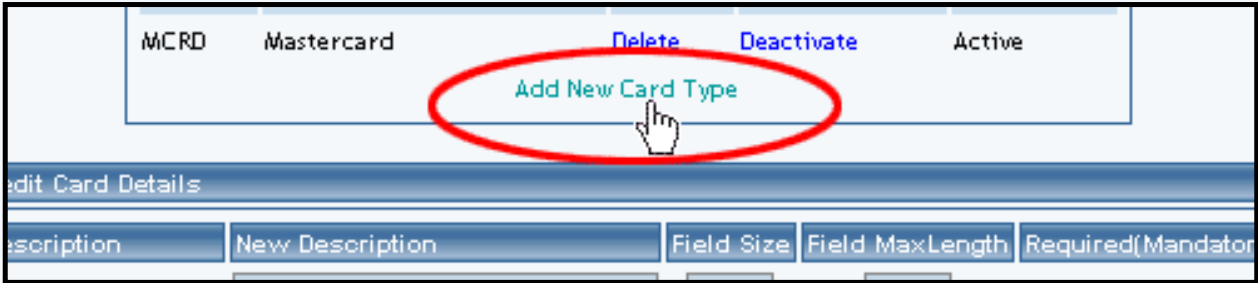 MCRD Mastercard Delete Deactivate Active
Add New Card Type
edit Card Details
escription New Description Field Size Field MaxLength Required(Mandator